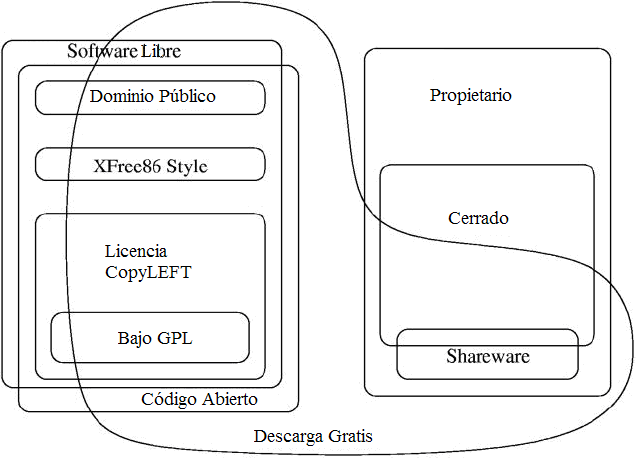 Software Libre
Dominio Público
XFree86 Style
Licencia
CopyLEFT
Bajo GPL
Código Abierto
Propietario
Cerrado
Shareware
Descarga Gratis